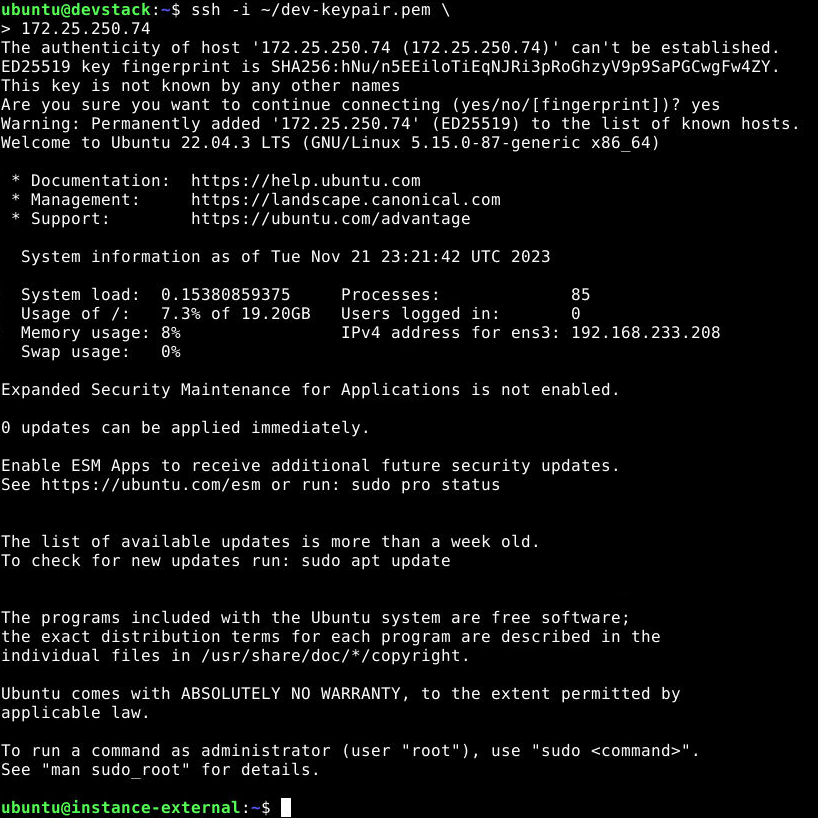 ubuntu@devstack:~$ ssh -i ~/dev-keypair.pem \
> 172.25.250.74
The authenticity of host '172.25.250.74 (172.25.250.74)' can't be established.
ED25519 key fingerprint is SHA256:hNu/n5EEiloTiEqNJRi3pRoGhzyV9p9SaPGCwgFw4ZY.
This key is not known by any other names
Are you sure you want to continue connecting (yes/no/[fingerprint])? yes
Warning: Permanently added '172.25.250.74' (ED25519) to the list of known hosts.
Welcome to Ubuntu 22.04.3 LTS (GNU/Linux 5.15.0-87-generic x86_64)

 * Documentation:  https://help.ubuntu.com
 * Management:     https://landscape.canonical.com
 * Support:        https://ubuntu.com/advantage

  System information as of Tue Nov 21 23:21:42 UTC 2023

  System load:  0.15380859375     Processes:             85
  Usage of /:   7.3% of 19.20GB   Users logged in:       0
  Memory usage: 8%                IPv4 address for ens3: 192.168.233.208
  Swap usage:   0%

Expanded Security Maintenance for Applications is not enabled.

0 updates can be applied immediately.

Enable ESM Apps to receive additional future security updates.
See https://ubuntu.com/esm or run: sudo pro status


The list of available updates is more than a week old.
To check for new updates run: sudo apt update


The programs included with the Ubuntu system are free software;
the exact distribution terms for each program are described in the
individual files in /usr/share/doc/*/copyright.

Ubuntu comes with ABSOLUTELY NO WARRANTY, to the extent permitted by
applicable law.

To run a command as administrator (user "root"), use "sudo <command>".
See "man sudo_root" for details.

ubuntu@instance-external:~$